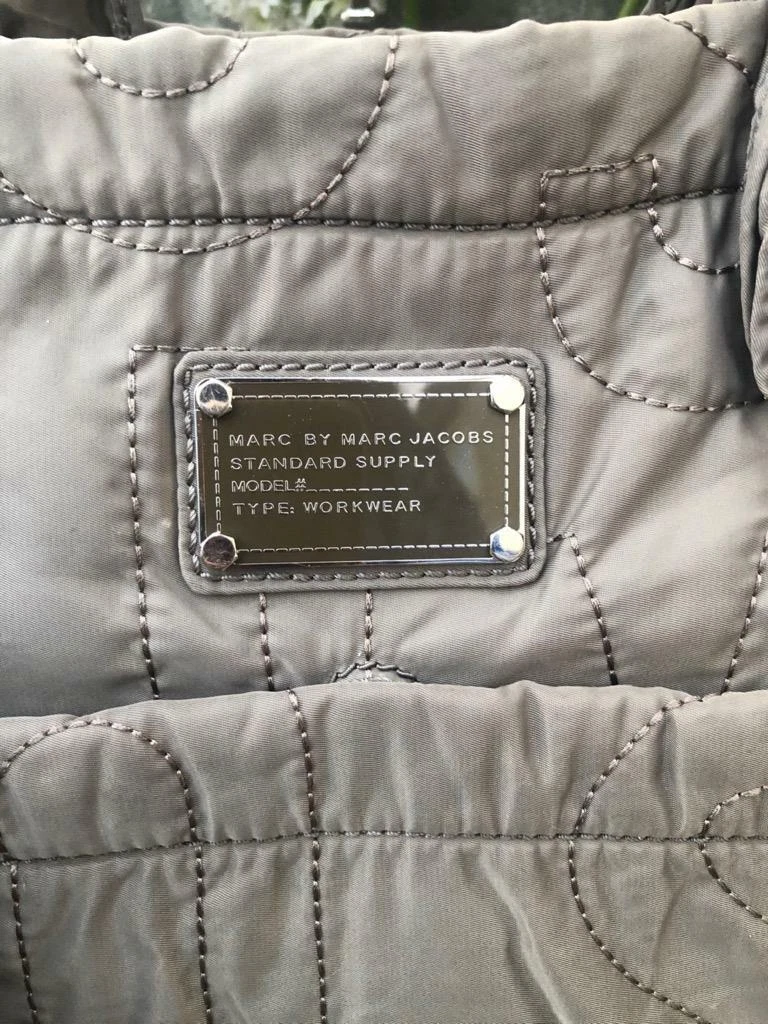 MARC BY MARC JACOBS
STANDARD SUPPLY
MODEL#_________
TYPE: WORKWEAR